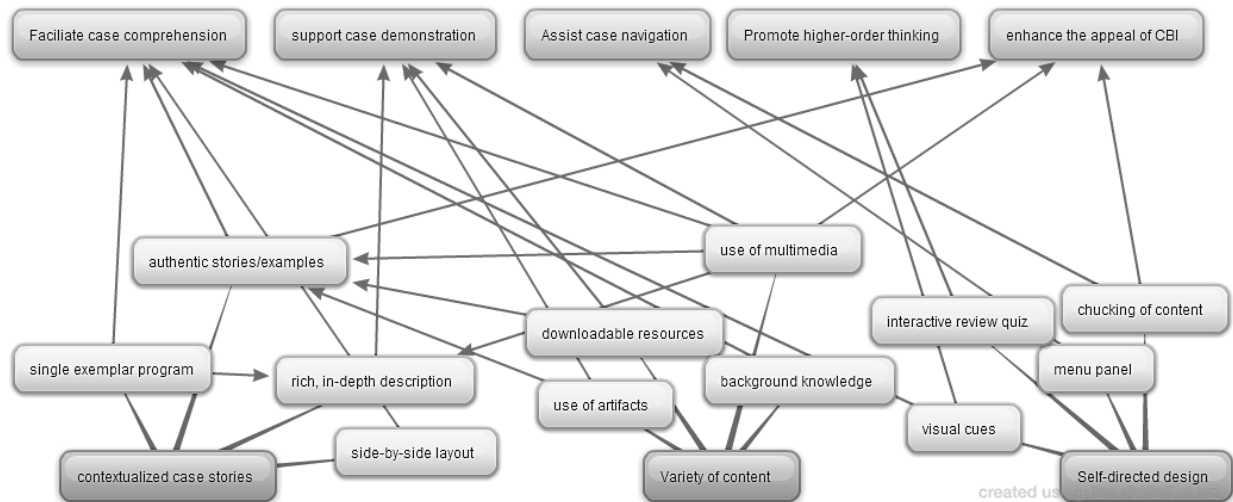 Faciliate case comprehension
support case demonstration
Assist case navigation
Promote higher-order thinking
enhance the appeal of CBI
authentic stories/examples
use of multimedia
chucking of content
interactive review quiz
downloadable resources
single exemplar program
rich, in-depth description
background knowledge
menu panel
use of artifacts
visual cues
side-by-side layout
contextualized case stories
Variety of content
Self-directed design
created